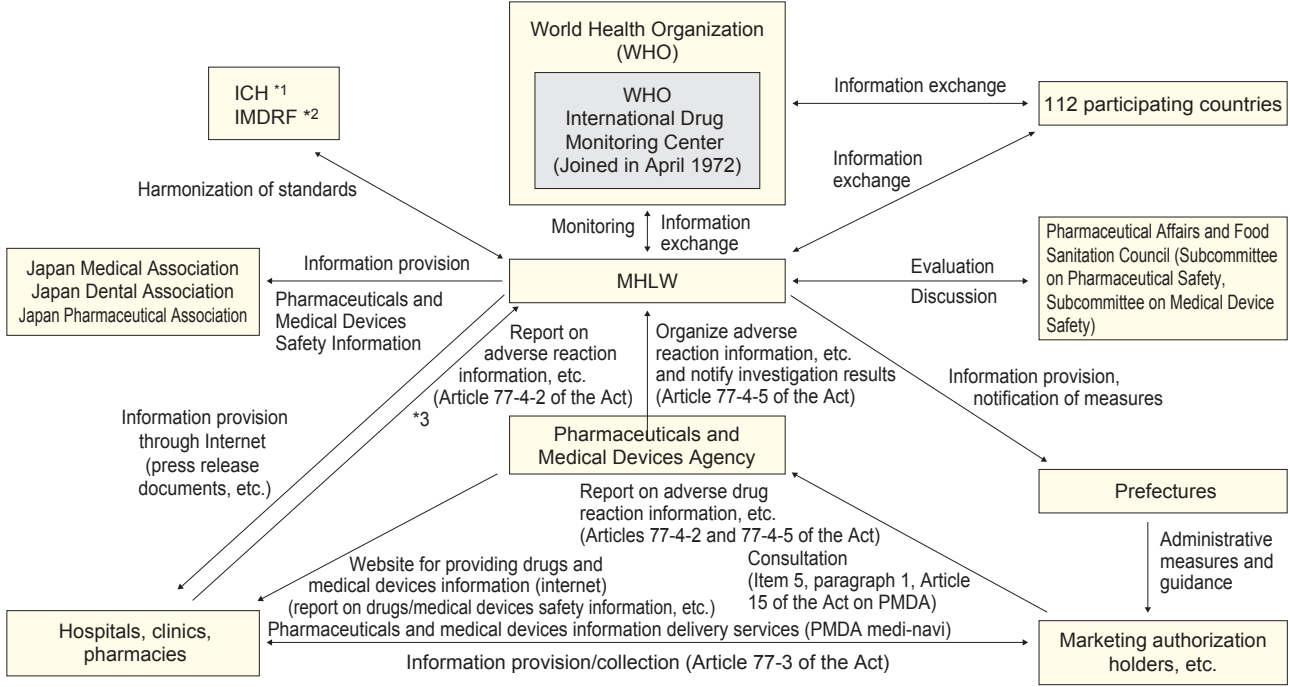 World Health Organization
(WHO)
WHO
International Drug
Monitoring Center
(Joined in April 1972)
ICH *1
IMDRF *2
Information exchange
112 participating countries
Harmonization of standards
Information
exchange
Monitoring
Information
exchange
Japan Medical Association
Japan Dental Association
Japan Pharmaceutical Association
Information provision
Pharmaceuticals and
Medical Devices
Safety Information
MHLW
Evaluation
Discussion
Pharmaceutical Affairs and Food
Sanitation Council (Subcommittee
on Pharmaceutical Safety,
Subcommittee on Medical Device
Safety)
Report on
adverse reaction
information, etc.
(Article 77-4-2 of the Act)
*3
Organize adverse
reaction information, etc.
and notify investigation results
(Article 77-4-5 of the Act)
Information provision,
notification of measures
Information provision
through Internet
(press release
documents, etc.)
Pharmaceuticals and
Medical Devices Agency
Prefectures
Report on adverse drug
reaction information, etc.
(Articles 77-4-2 and 77-4-5 of the Act)
Consultation
(Item 5, paragraph 1, Article
15 of the Act on PMDA)
Administrative
measures and
guidance
Website for providing drugs and
medical devices information (internet)
(report on drugs/medical devices safety information, etc.)
Pharmaceuticals and medical devices information delivery services (PMDA medi-navi)
Hospitals, clinics,
pharmacies
Information provision/collection (Article 77-3 of the Act)
Marketing authorization
holders, etc.